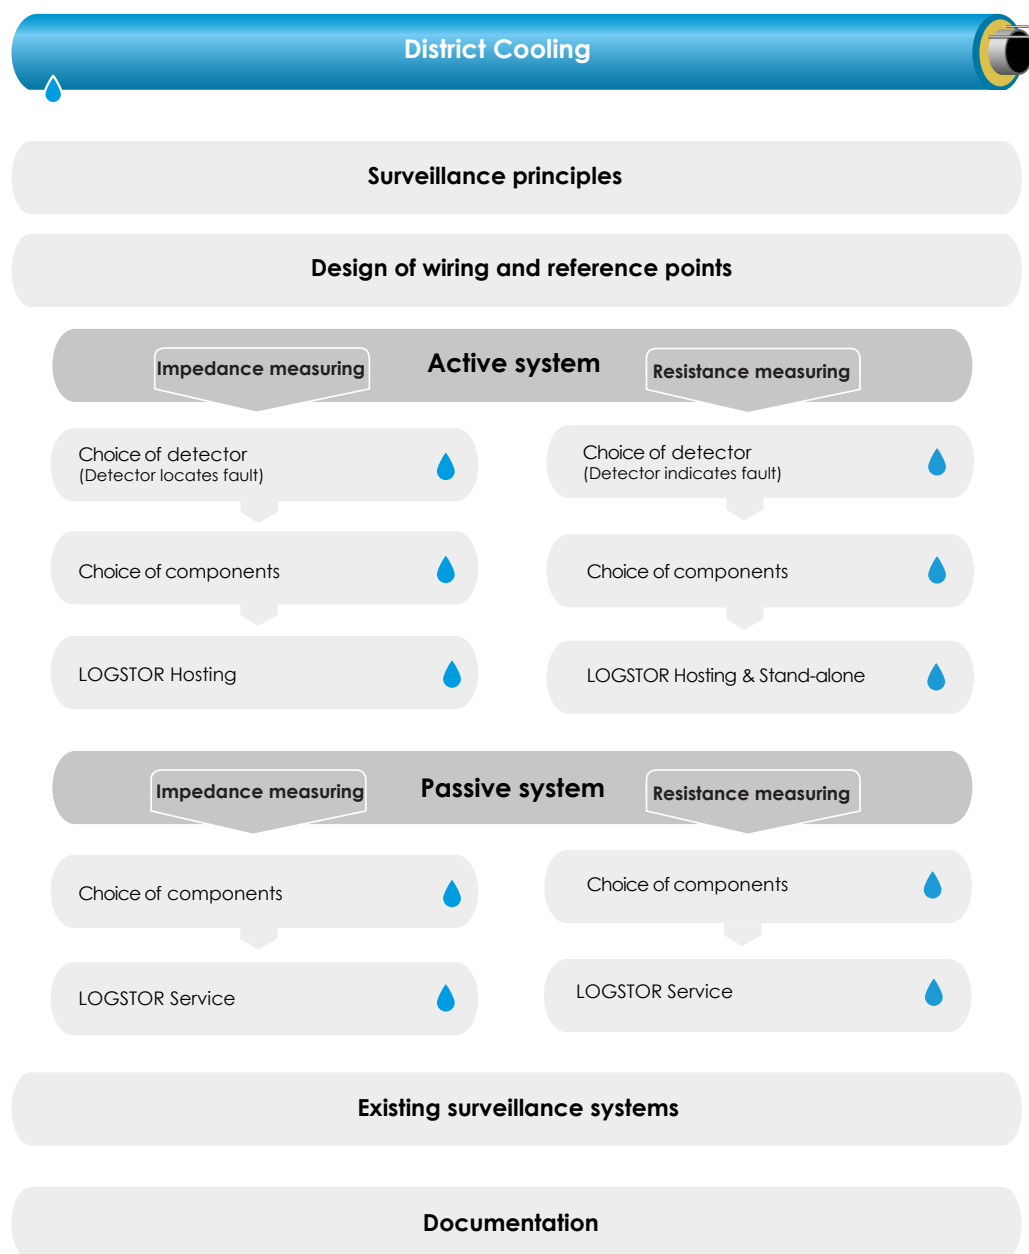 District Cooling
Surveillance principles
Design of wiring and reference points
Active system
Impedance measuring
Resistance measuring
Choice of detector
(Detector locates fault)
Choice of detector
(Detector indicates fault)
Choice of components
Choice of components
LOGSTOR Hosting
LOGSTOR Hosting & Stand-alone
Passive system
Impedance measuring
Resistance measuring
Choice of components
Choice of components
LOGSTOR Service
LOGSTOR Service
Existing surveillance systems
Documentation